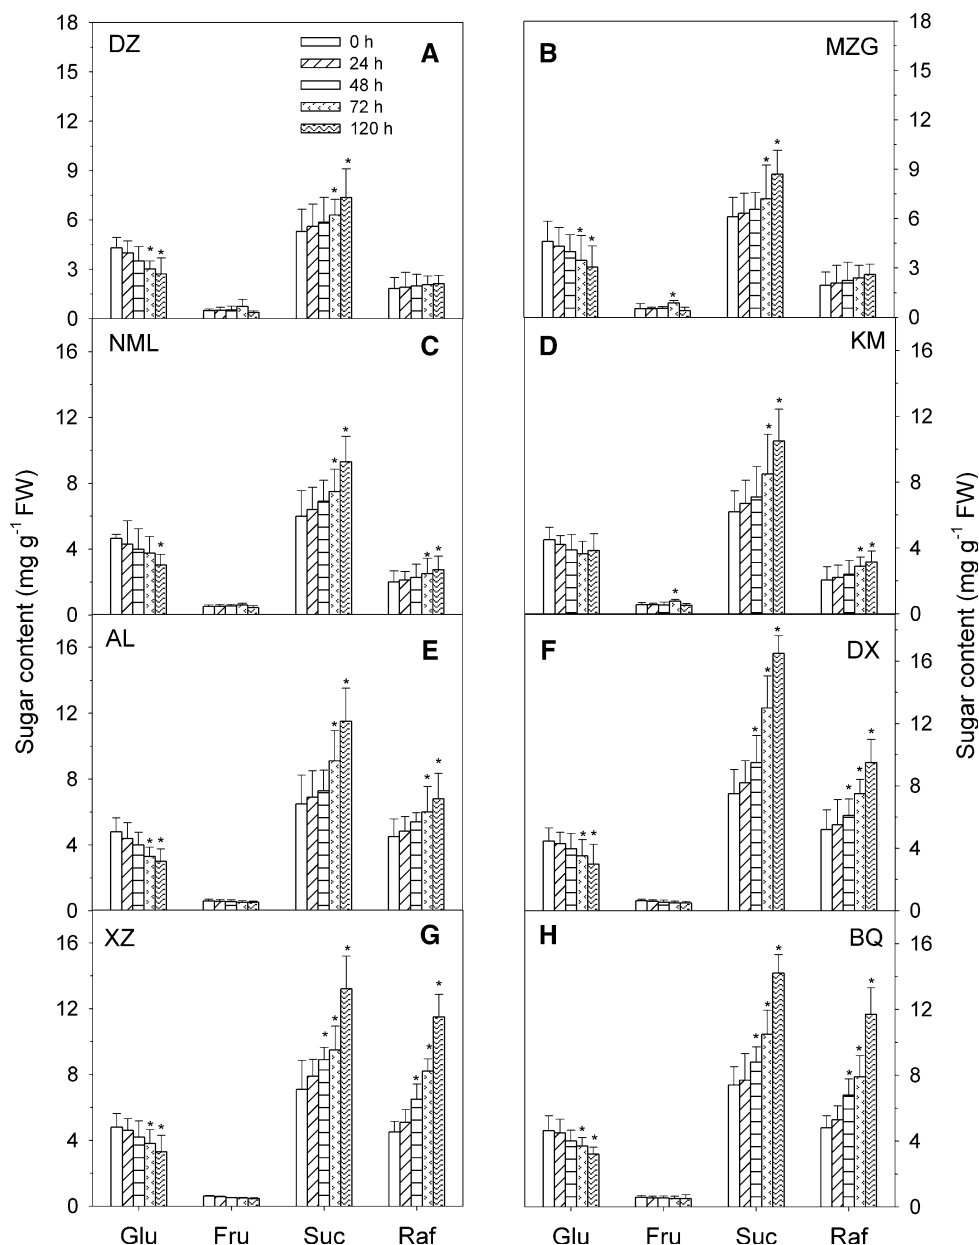 18
15
12
9
6
3
0
DZ
A
0 h
24 h
48 h
72 h
120 h
* * * *
B
MZG
* * * * *
18
15
12
9
6
3
0
16
12
8
4
0
NML
C
* * * * *
D
KM
* * * * *
16
12
8
4
0
Sugar content (mg g⁻¹ FW)
Sugar content (mg g⁻¹ FW)
16
12
8
4
0
AL
E
* * * * * *
F
DX
* * * * * * * *
16
12
8
4
0
16
12
8
4
0
XZ
G
* * * * * * * *
H
BQ
* * * * * * * *
16
12
8
4
0
Glu Fru Suc Raf
Glu Fru Suc Raf